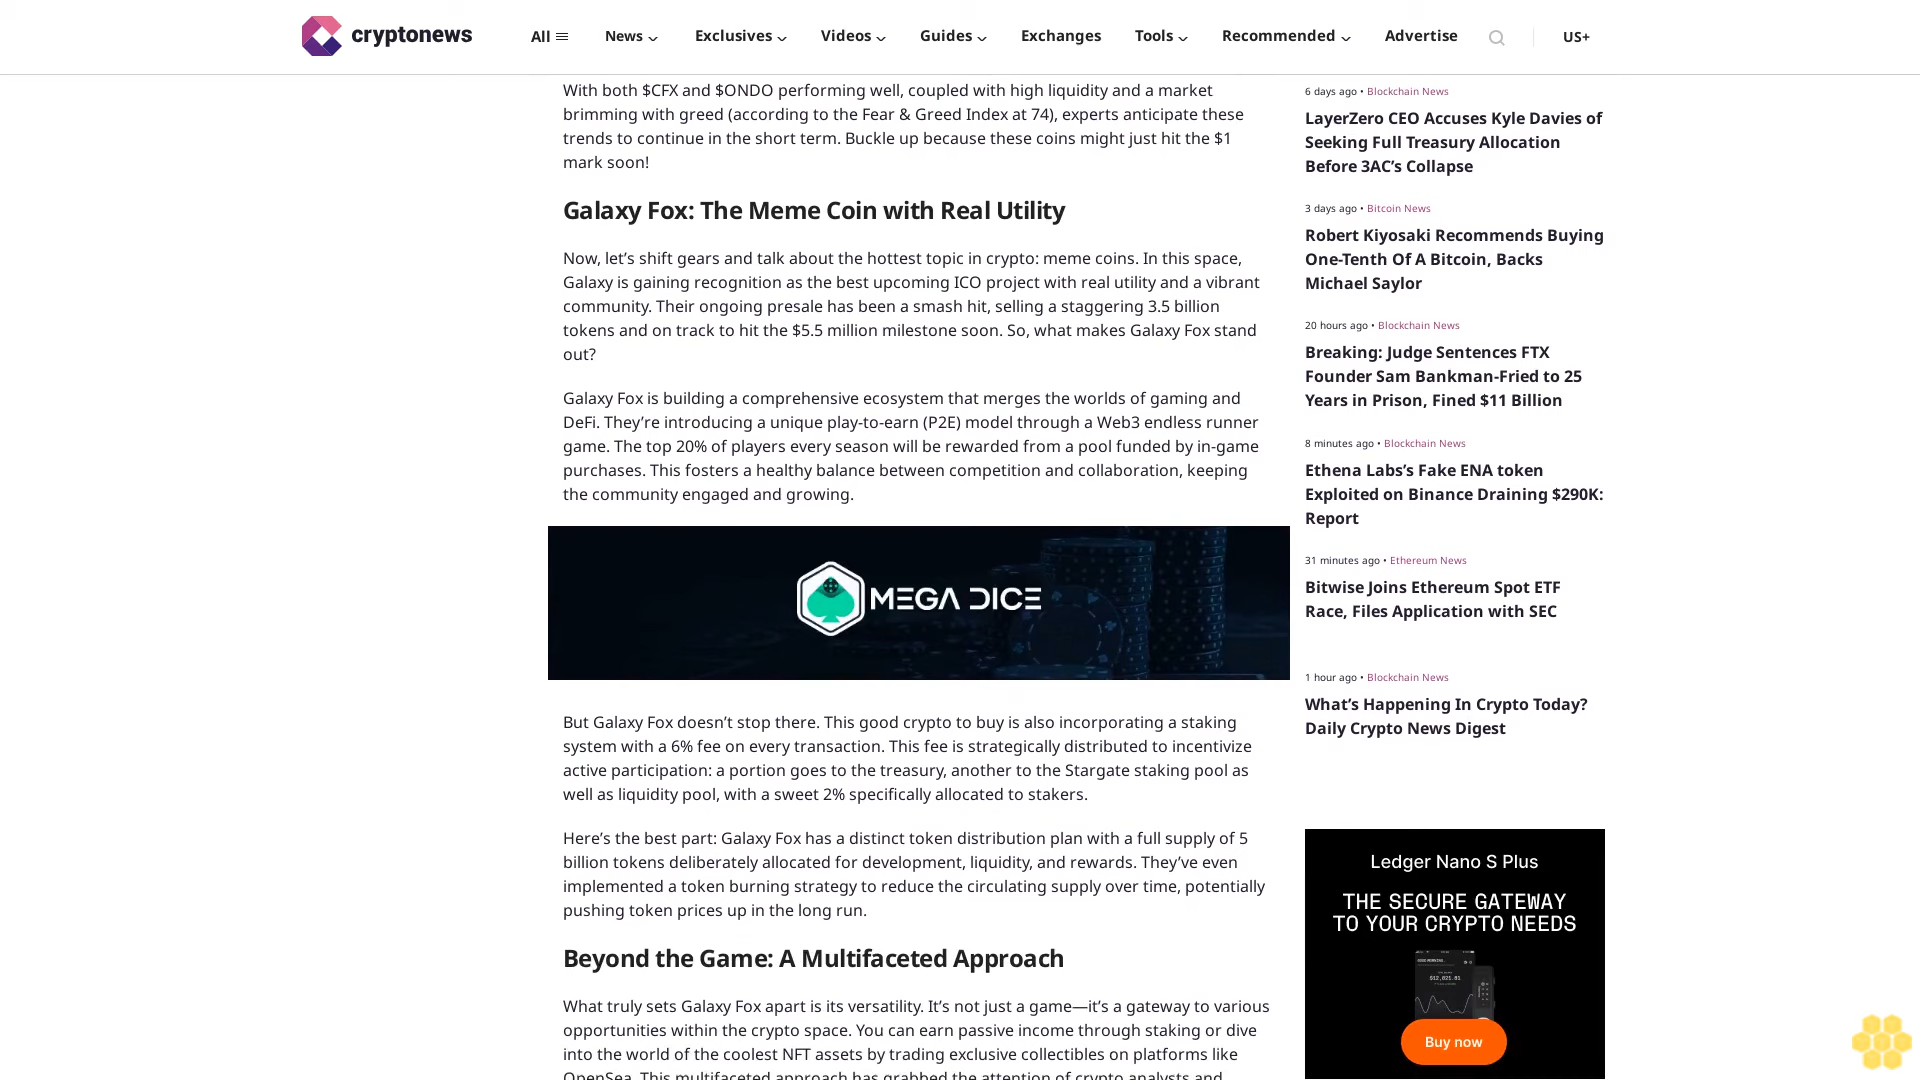 cryptonews
All
News
Exclusives
Videos
Guides
Exchanges
Tools
Recommended
Advertise
US+
With both $CFX and $ONDO performing well, coupled with high liquidity and a market
brimming with greed (according to the Fear & Greed Index at 74), experts anticipate these
trends to continue in the short term. Buckle up because these coins might just hit the $1
mark soon!
Galaxy Fox: The Meme Coin with Real Utility
Now, let’s shift gears and talk about the hottest topic in crypto: meme coins. In this space,
Galaxy is gaining recognition as the best upcoming ICO project with real utility and a vibrant
community. Their ongoing presale has been a smash hit, selling a staggering 3.5 billion
tokens and on track to hit the $5.5 million milestone soon. So, what makes Galaxy Fox stand
out?
Galaxy Fox is building a comprehensive ecosystem that merges the worlds of gaming and
DeFi. They’re introducing a unique play-to-earn (P2E) model through a Web3 endless runner
game. The top 20% of players every season will be rewarded from a pool funded by in-game
purchases. This fosters a healthy balance between competition and collaboration, keeping
the community engaged and growing.
MEGA DICE
But Galaxy Fox doesn’t stop there. This good crypto to buy is also incorporating a staking
system with a 6% fee on every transaction. This fee is strategically distributed to incentivize
active participation: a portion goes to the treasury, another to the Stargate staking pool as
well as liquidity pool, with a sweet 2% specifically allocated to stakers.
Here’s the best part: Galaxy Fox has a distinct token distribution plan with a full supply of 5
billion tokens deliberately allocated for development, liquidity, and rewards. They’ve even
implemented a token burning strategy to reduce the circulating supply over time, potentially
pushing token prices up in the long run.
Beyond the Game: A Multifaceted Approach
What truly sets Galaxy Fox apart is its versatility. It’s not just a game—it’s a gateway to various
opportunities within the crypto space. You can earn passive income through staking or dive
into the world of the coolest NFT assets by trading exclusive collectibles on platforms like
OpenSea. This multifaceted approach has grabbed the attention of crypto analysts and
6 days ago • Blockchain News
LayerZero CEO Accuses Kyle Davies of
Seeking Full Treasury Allocation
Before 3AC’s Collapse
3 days ago • Bitcoin News
Robert Kiyosaki Recommends Buying
One-Tenth Of A Bitcoin, Backs
Michael Saylor
20 hours ago • Blockchain News
Breaking: Judge Sentences FTX
Founder Sam Bankman-Fried to 25
Years in Prison, Fined $11 Billion
8 minutes ago • Blockchain News
Ethena Labs’s Fake ENA token
Exploited on Binance Draining $290K:
Report
31 minutes ago • Ethereum News
Bitwise Joins Ethereum Spot ETF
Race, Files Application with SEC
1 hour ago • Blockchain News
What’s Happening In Crypto Today?
Daily Crypto News Digest
Ledger Nano S Plus
THE SECURE GATEWAY
TO YOUR CRYPTO NEEDS
$12,021.81
Buy now